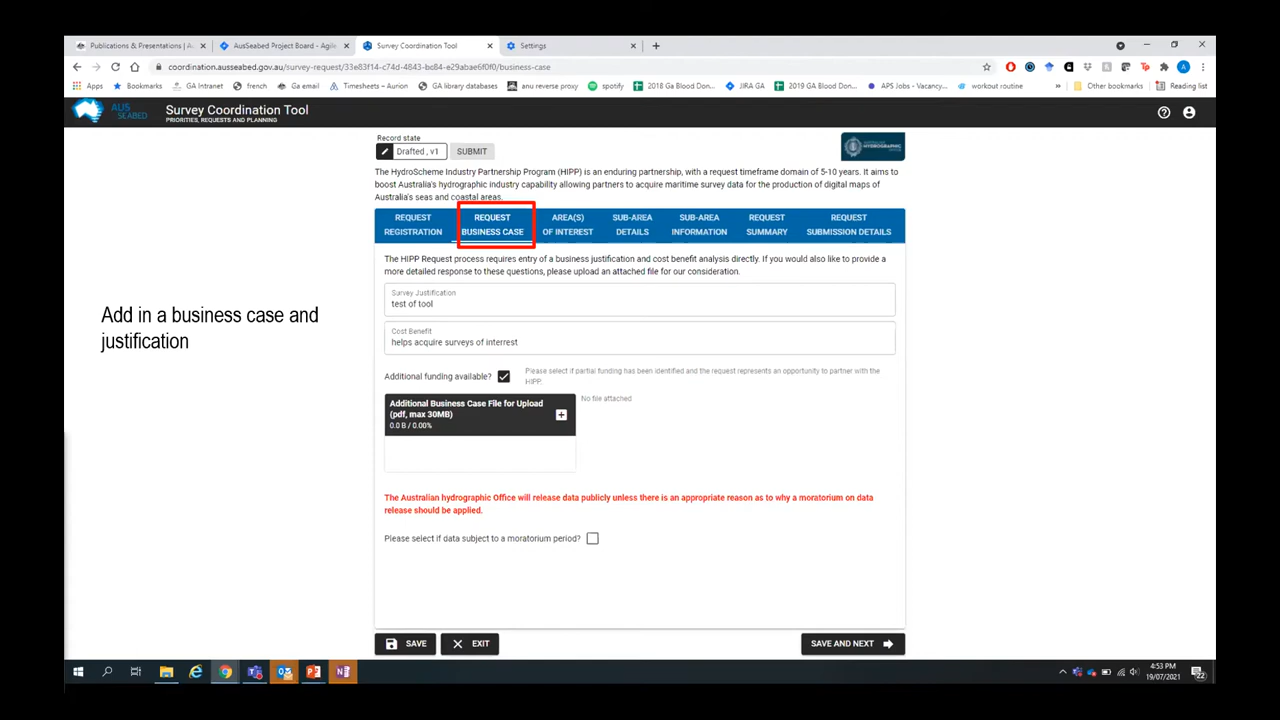 Publications & Presentations | A
AusSeabed Project Board - Agile
Survey Coordination Tool
Settings
coordination.ausseabed.gov.au/survey-request/33e83f14-c74d-4843-bc84-e29abae6f0f0/business-case
Apps
Bookmarks
GA Intranet
french
Ga email
Timesheets – Aurion
GA library databases
anu reverse proxy
spotify
2018 Ga Blood Don...
JIRA GA
2019 GA Blood Don...
APS Jobs - Vacancy...
workout routine
»
Other bookmarks
Reading list
AUS
SEABED
Survey Coordination Tool
PRIORITIES, REQUESTS AND PLANNING
Record state
Drafted , v1
SUBMIT
HYDROGRAPHIC
The HydroScheme Industry Partnership Program (HIPP) is an enduring partnership, with a request timeframe domain of 5-10 years. It aims to
boost Australia's hydrographic industry capability allowing partners to acquire maritime survey data for the production of digital maps of
Australia's seas and coastal areas.
REQUEST
REGISTRATION
REQUEST
BUSINESS CASE
AREA(S)
OF INTEREST
SUB-AREA
DETAILS
SUB-AREA
INFORMATION
REQUEST
SUMMARY
REQUEST
SUBMISSION DETAILS
The HIPP Request process requires entry of a business justification and cost benefit analysis directly. If you would also like to provide a
more detailed response to these questions, please upload an attached file for our consideration.
Add in a business case and
justification
Survey Justification
test of tool
Cost Benefit
helps acquire surveys of interrest
Additional funding available?
Please select if partial funding has been identified and the request represents an opportunity to partner with the
HIPP.
Additional Business Case File for Upload
(pdf, max 30MB)
0.0 B / 0.00%
No file attached
The Australian hydrographic Office will release data publicly unless there is an appropriate reason as to why a moratorium on data
release should be applied.
Please select if data subject to a moratorium period?
SAVE
EXIT
SAVE AND NEXT
4:53 PM
19/07/2021
22